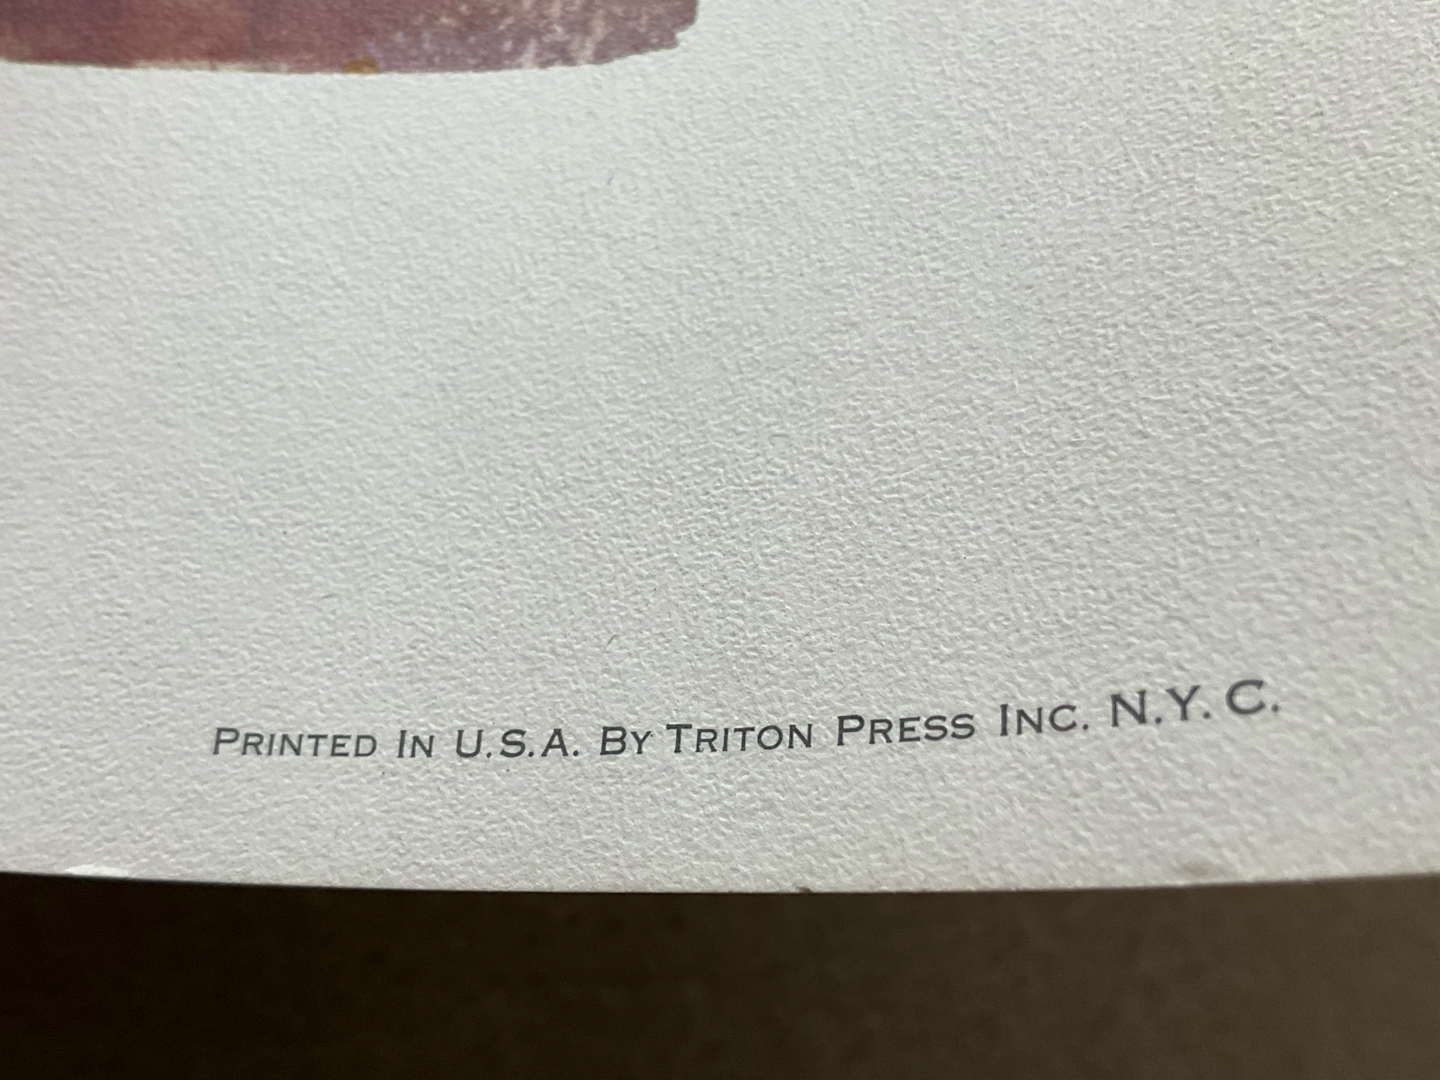 PRINTED IN U.S.A. BY TRITON PRESS INC. N.Y.C.